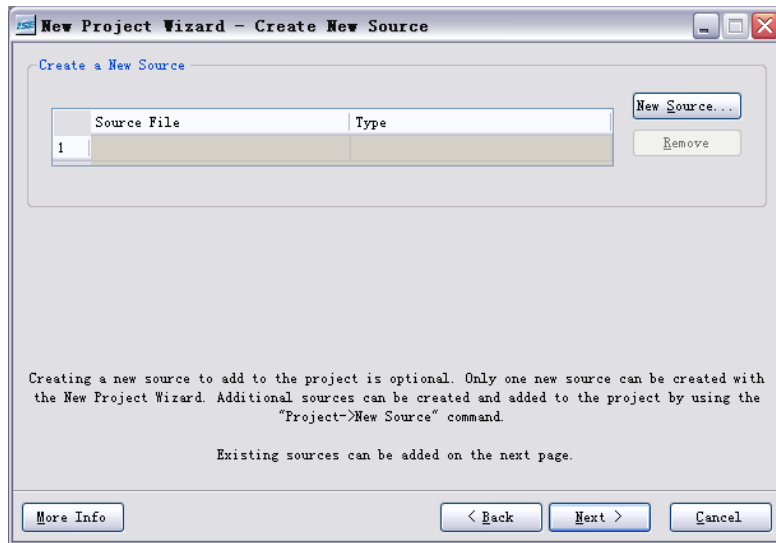 ISE New Project Wizard - Create New Source
Create a New Source
New Source...
Source File Type
Remove
1
Creating a new source to add to the project is optional. Only one new source can be created with
the New Project Wizard. Additional sources can be created and added to the project by using the
"Project->New Source" command.
Existing sources can be added on the next page.
More Info < Back Next > Cancel